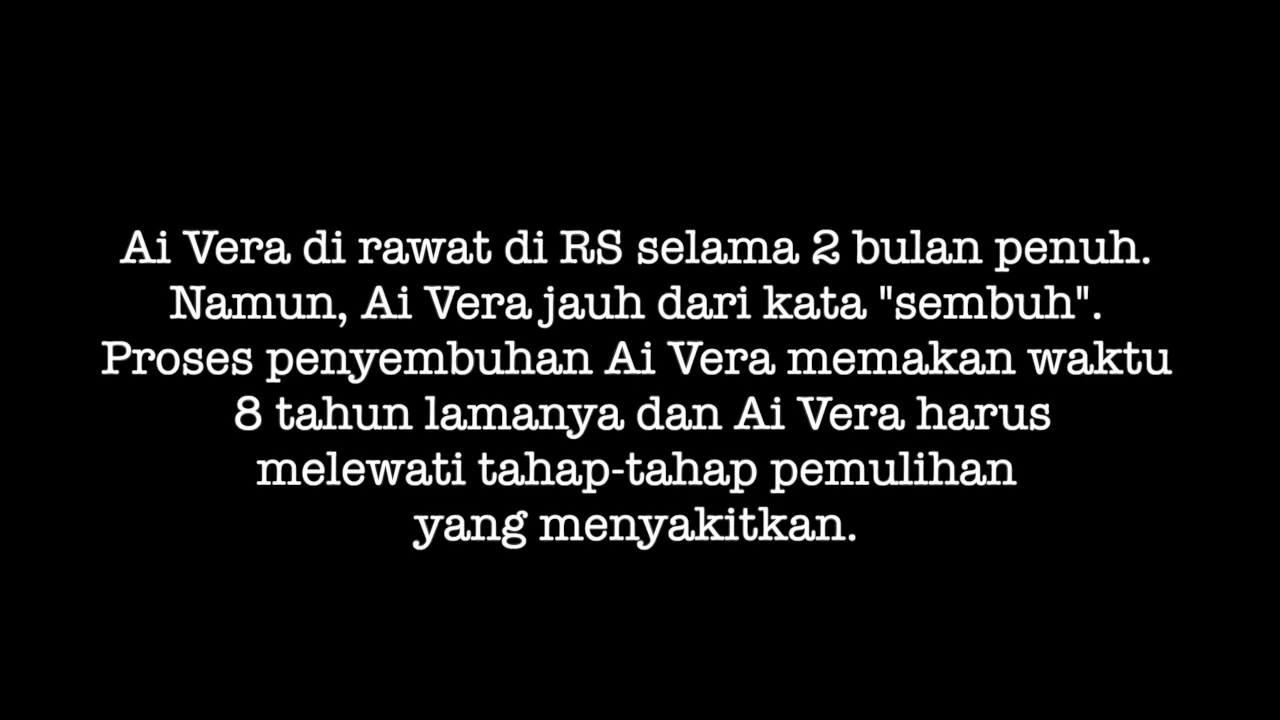 Ai Vera di rawat di RS selama 2 bulan penuh.
Namun, Ai Vera jauh dari kata "sembuh".
Proses penyembuhan Ai Vera memakan waktu
8 tahun lamanya dan Ai Vera harus
melewati tahap-tahap pemulihan
yang menyakitkan.